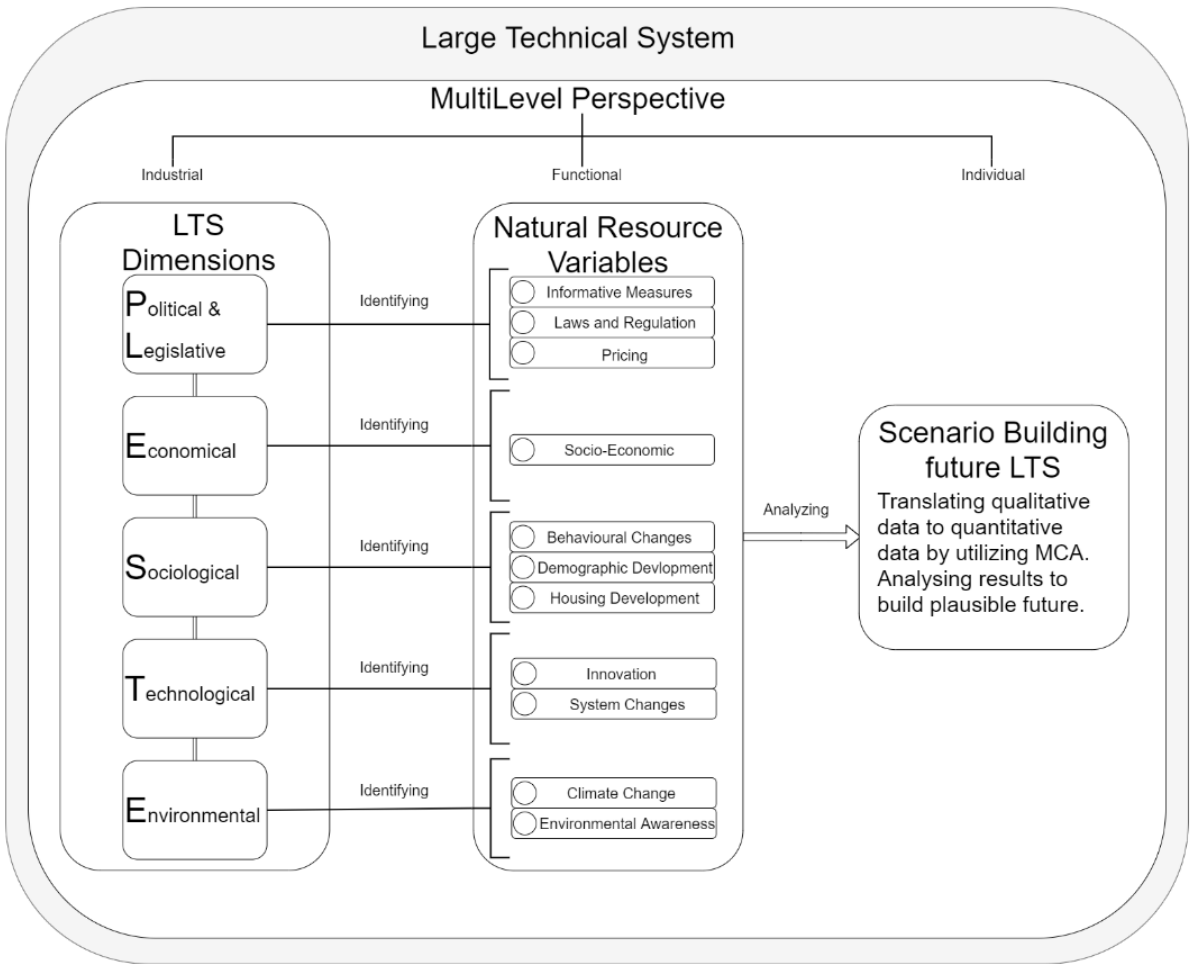 Large Technical System
MultiLevel Perspective
Industrial
Functional
Individual
LTS
Dimensions
Political &
Legislative
Economical
Sociological
Technological
Environmental
Identifying
Identifying
Identifying
Identifying
Identifying
Natural Resource
Variables
Informative Measures
Laws and Regulation
Pricing
Socio-Economic
Behavioural Changes
Demographic Devlopment
Housing Development
Innovation
System Changes
Climate Change
Environmental Awareness
Analyzing
Scenario Building
future LTS
Translating qualitative
data to quantitative
data by utilizing MCA.
Analysing results to
build plausible future.